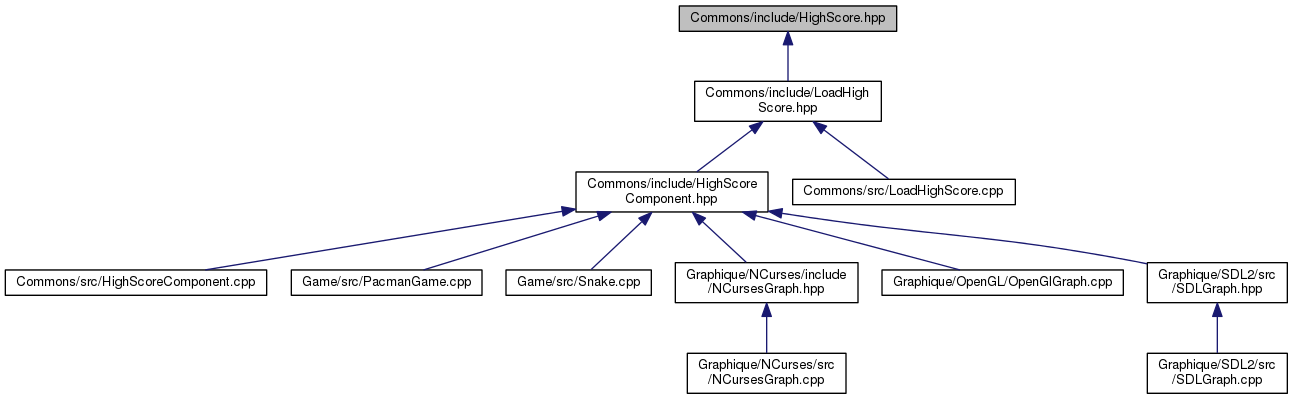 Commons/include/HighScore.hpp
Commons/include/LoadHigh
Score.hpp
Commons/include/HighScore
Component.hpp
Commons/src/LoadHighScore.cpp
Commons/src/HighScoreComponent.cpp
Game/src/PacmanGame.cpp
Game/src/Snake.cpp
Graphique/NCurses/include
/NCursesGraph.hpp
Graphique/OpenGL/OpenGlGraph.cpp
Graphique/SDL2/src
/SDLGraph.hpp
Graphique/NCurses/src
/NCursesGraph.cpp
Graphique/SDL2/src
/SDLGraph.cpp